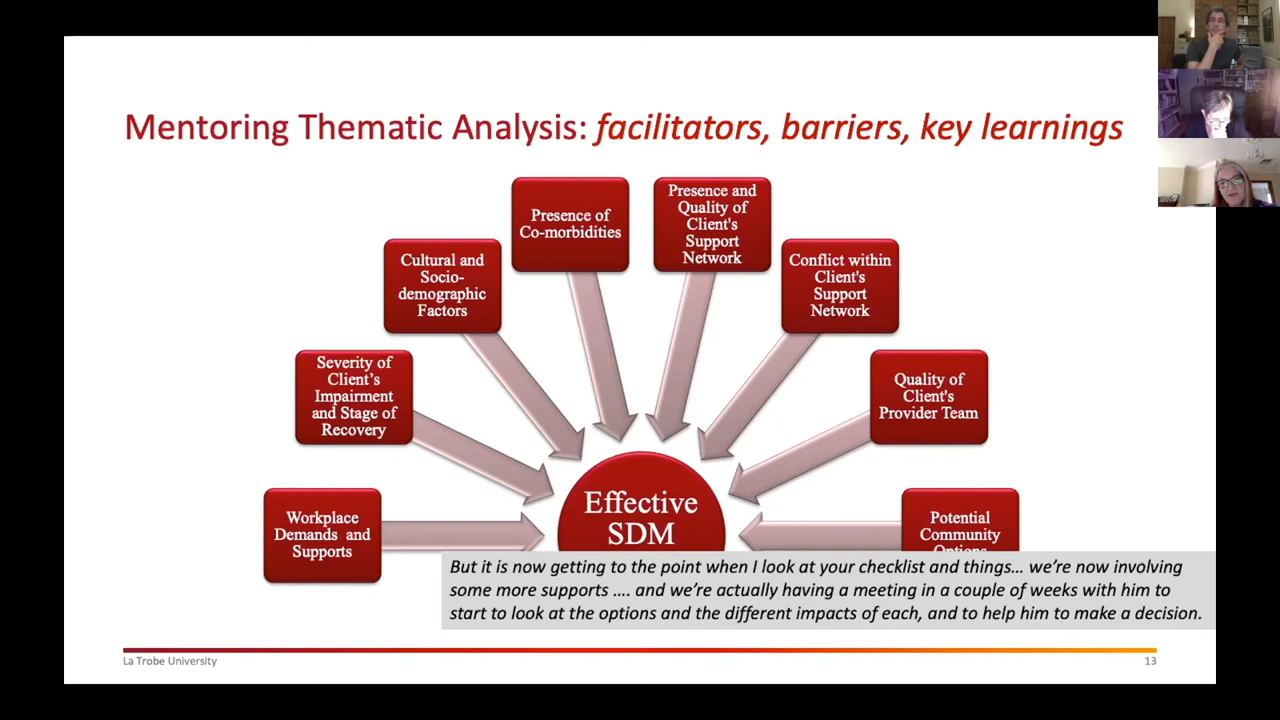 Mentoring Thematic Analysis: facilitators, barriers, key learnings
Presence of
Co-morbidities
Presence and
Quality of
Client's
Support
Network
Cultural and
Socio-
demographic
Factors
Conflict within
Client's
Support
Network
Severity of
Client’s
Impairment
and Stage of
Recovery
Quality of
Client's
Provider Team
Workplace
Demands and
Supports
Effective
SDM
Potential
Community
Options
But it is now getting to the point when I look at your checklist and things… we’re now involving
some more supports …. and we’re actually having a meeting in a couple of weeks with him to
start to look at the options and the different impacts of each, and to help him to make a decision.
La Trobe University
13